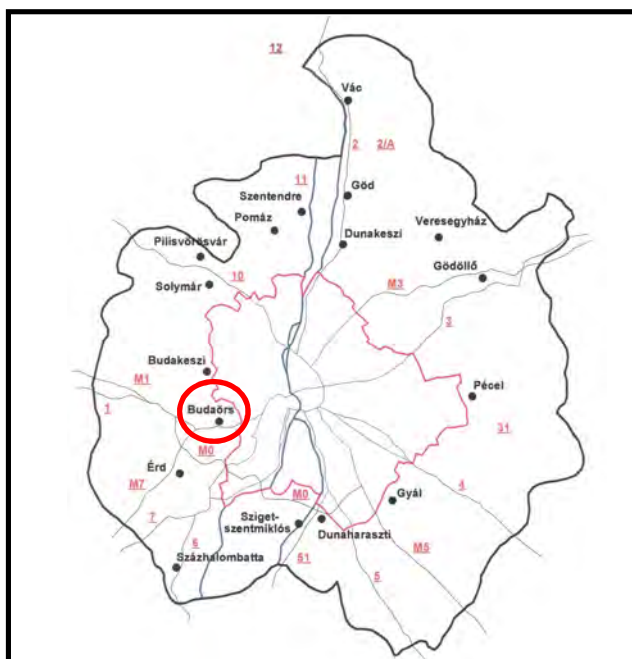 12
Vác
2 2/A
11
Szentendre
Göd
Pomáz
Veresegyház
Dunakeszi
Pilisvörösvár
Gödöllő
10
Solymár
M3
3
Budakeszi
M1
Pécel
1
Budaörs
31
M0
Érd
M7
4
M0
Gyál
7
Sziget-
szentmiklós
Dunaharaszti
6
M5
Százhalombatta
51
5